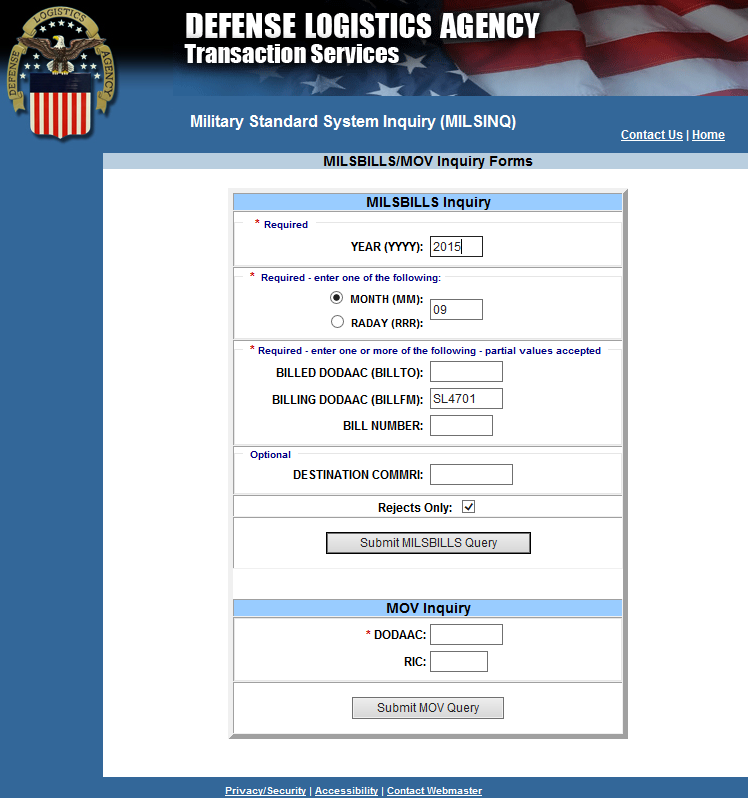 DEFENSE LOGISTICS AGENCY
DEFENSE LOGISTICS AGENCY
Transaction Services
Military Standard System Inquiry (MILSINQ)
Contact Us | Home
MILSBILLS/MOV Inquiry Forms
MILSBILLS Inquiry
* Required
YEAR (YYYY): 2015
* Required - enter one of the following:
MONTH (MM):
09
RADAY (RRR):
* Required - enter one or more of the following - partial values accepted
BILLED DODAAC (BILLTO):
BILLING DODAAC (BILLFM): SL4701
BILL NUMBER:
Optional
DESTINATION COMMRI:
Rejects Only:
Submit MILSBILLS Query
MOV Inquiry
* DODAAC:
RIC:
Submit MOV Query
Privacy/Security | Accessibility | Contact Webmaster